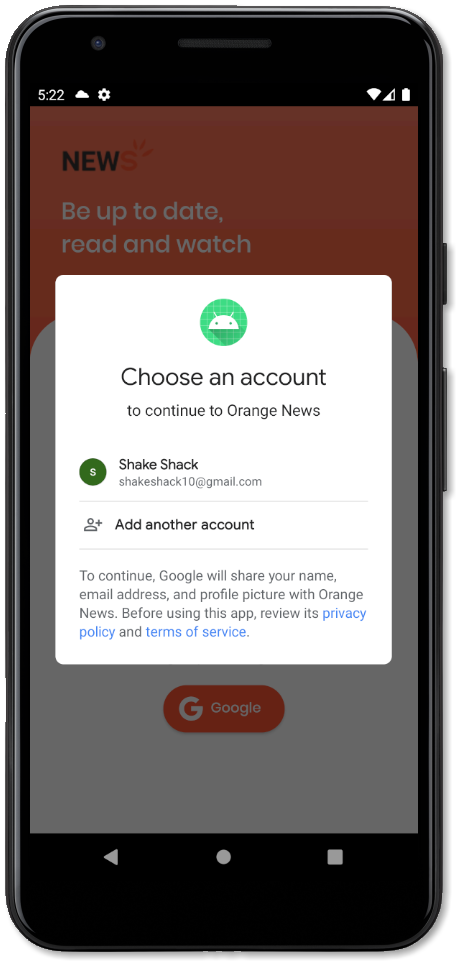 5:22
NEWS
Be up to date,
read and watch
Choose an account
to continue to Orange News
S
Shake Shack
shakeshack10@gmail.com
Add another account
To continue, Google will share your name,
email address, and profile picture with Orange
News. Before using this app, review its privacy
policy and terms of service.
G Google